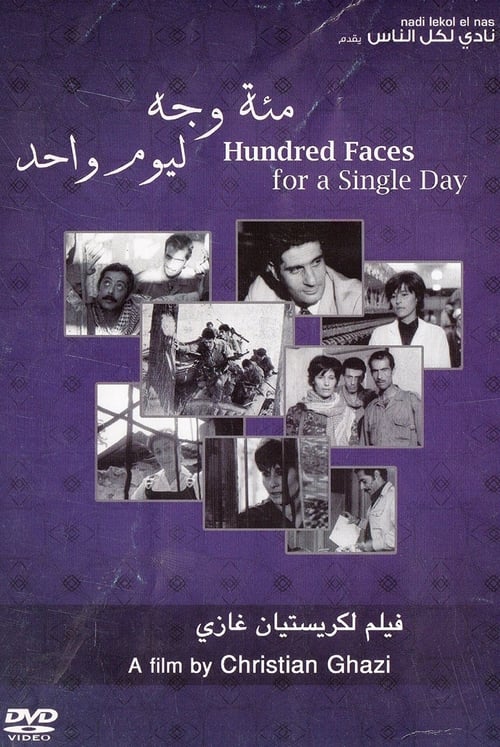 nadi lekol el nas
نادي لكل الناس يقدم
مئة وجه
ليوم واحد
Hundred Faces
for a Single Day
فيلم لكريستيان غازي
A film by Christian Ghazi
DVD
VIDEO